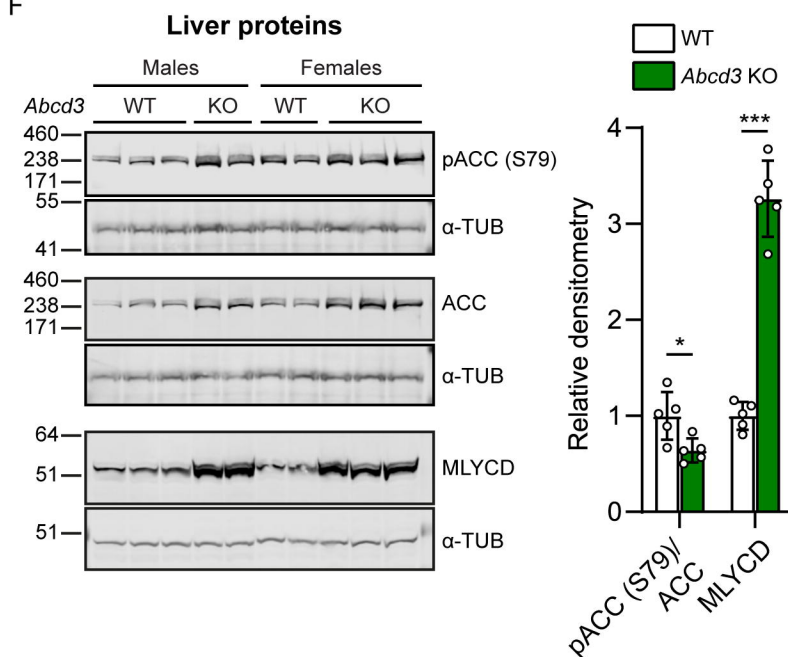 F
Liver proteins
Males Females
Abcd3 WT KO WT KO
460
238
171
pACC (S79)
55
41
α-TUB
460
238
171
ACC
α-TUB
64
51
MLYCD
51
α-TUB
WT
Abcd3 KO
Relative densitometry
4
3
2
1
0
*
***
pACC (S79)/
ACC
MLYCD